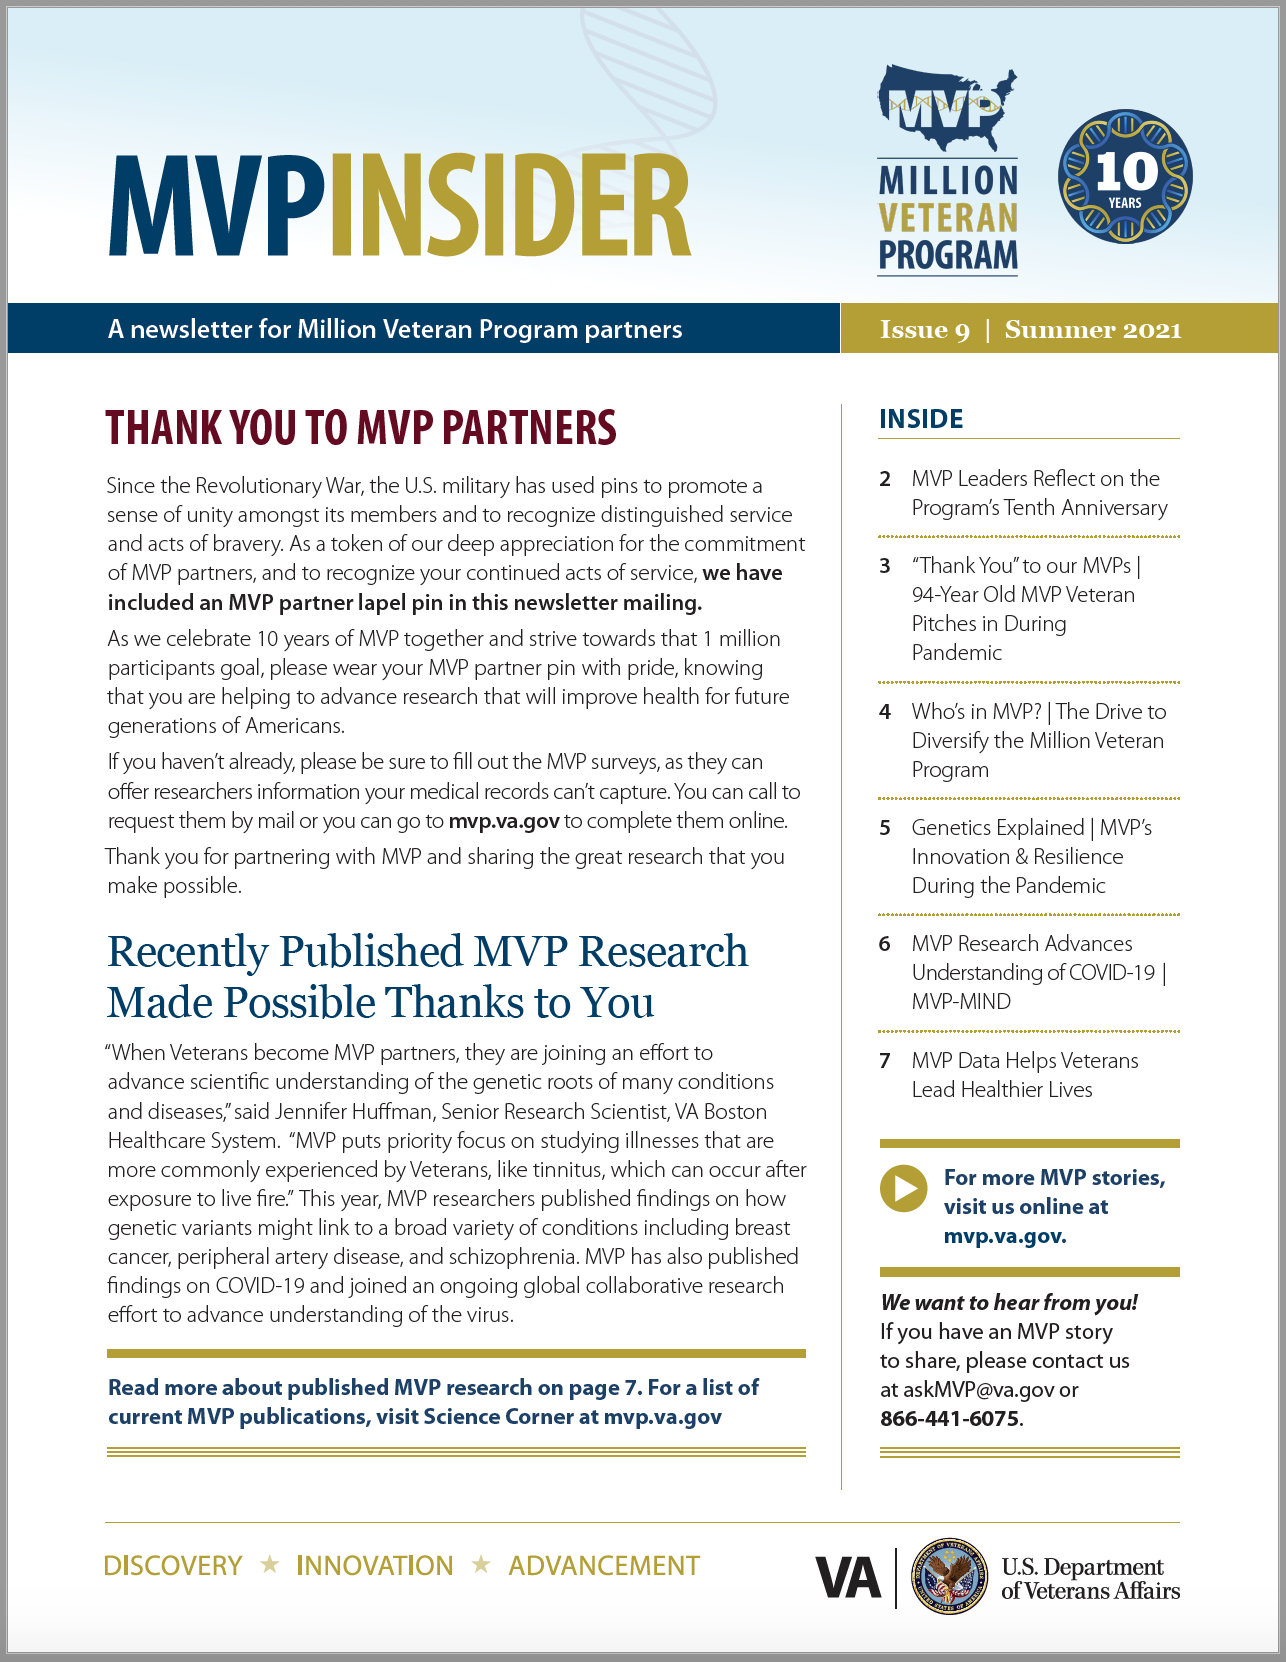 MVPINSIDER
MVP
MILLION
VETERAN
PROGRAM
10
YEARS
A newsletter for Million Veteran Program partners
Issue 9 | Summer 2021
THANK YOU TO MVP PARTNERS
Since the Revolutionary War, the U.S. military has used pins to promote a
sense of unity amongst its members and to recognize distinguished service
and acts of bravery. As a token of our deep appreciation for the commitment
of MVP partners, and to recognize your continued acts of service, we have
included an MVP partner lapel pin in this newsletter mailing.
As we celebrate 10 years of MVP together and strive towards that 1 million
participants goal, please wear your MVP partner pin with pride, knowing
that you are helping to advance research that will improve health for future
generations of Americans.
If you haven't already, please be sure to fill out the MVP surveys, as they can
offer researchers information your medical records can't capture. You can call to
request them by mail or you can go to mvp.va.gov to complete them online.
Thank you for partnering with MVP and sharing the great research that you
make possible.
Recently Published MVP Research
Made Possible Thanks to You
“When Veterans become MVP partners, they are joining an effort to
advance scientific understanding of the genetic roots of many conditions
and diseases,” said Jennifer Huffman, Senior Research Scientist, VA Boston
Healthcare System. “MVP puts priority focus on studying illnesses that are
more commonly experienced by Veterans, like tinnitus, which can occur after
exposure to live fire.” This year, MVP researchers published findings on how
genetic variants might link to a broad variety of conditions including breast
cancer, peripheral artery disease, and schizophrenia. MVP has also published
findings on COVID-19 and joined an ongoing global collaborative research
effort to advance understanding of the virus.
Read more about published MVP research on page 7. For a list of
current MVP publications, visit Science Corner at mvp.va.gov
INSIDE
2 MVP Leaders Reflect on the
Program's Tenth Anniversary
3 “Thank You” to our MVPs |
94-Year Old MVP Veteran
Pitches in During
Pandemic
4 Who's in MVP? | The Drive to
Diversify the Million Veteran
Program
5 Genetics Explained | MVP's
Innovation & Resilience
During the Pandemic
6 MVP Research Advances
Understanding of COVID-19 |
MVP-MIND
7 MVP Data Helps Veterans
Lead Healthier Lives
For more MVP stories,
visit us online at
mvp.va.gov.
We want to hear from you!
If you have an MVP story
to share, please contact us
at askMVP@va.gov or
866-441-6075.
DISCOVERY ★ INNOVATION ★ ADVANCEMENT
VA
DEPARTMENT OF VETERANS AFFAIRS
UNITED STATES OF AMERICA
U.S. Department
of Veterans Affairs